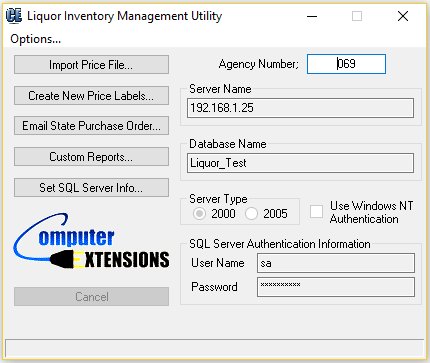 CE Liquor Inventory Management Utility
Options...
Import Price File...
Agency Number;
069
Create New Price Labels...
Server Name
192.168.1.25
Email State Purchase Order...
Custom Reports...
Database Name
Liquor_Test
Set SQL Server Info...
Server Type
2000
2005
Use Windows NT
Authentication
Computer
EXTENSIONS
SQL Server Authentication Information
User Name
sa
Password
××××××××××
Cancel